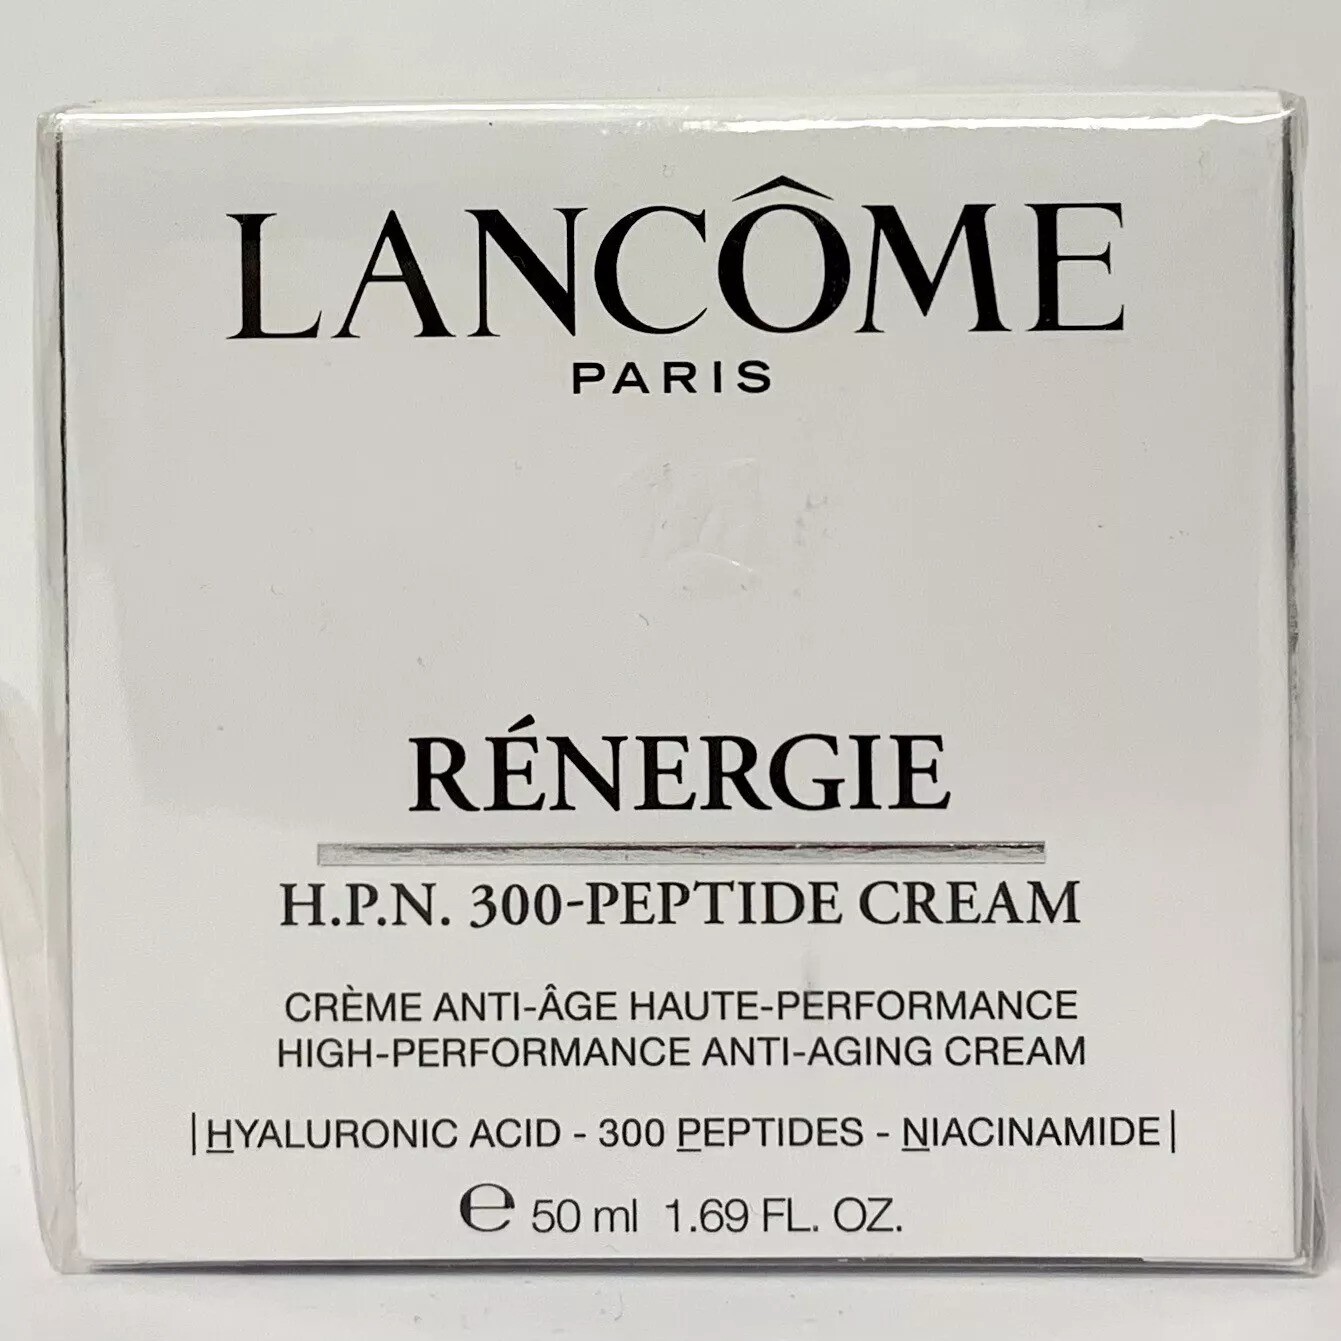 LANCÔME
PARIS
RÉNERGIE
H.P.N. 300-PEPTIDE CREAM
CRÈME ANTI-ÂGE HAUTE-PERFORMANCE
HIGH-PERFORMANCE ANTI-AGING CREAM
|HYALURONIC ACID - 300 PEPTIDES - NIACINAMIDE|
℮ 50 ml 1.69 FL. OZ.